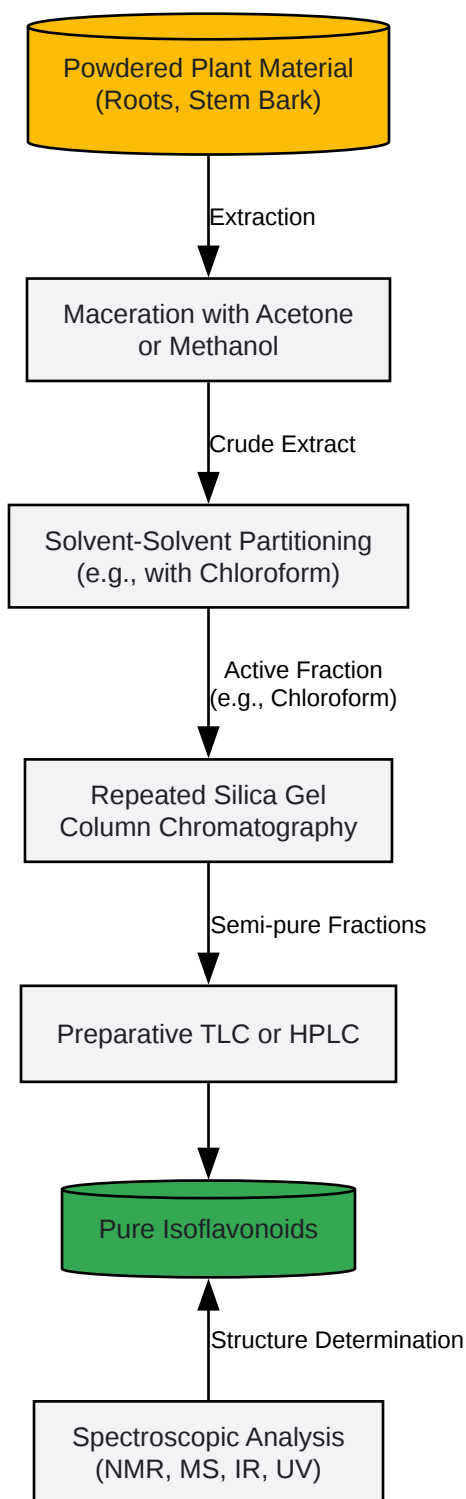 Powdered Plant Material
(Roots, Stem Bark)
Extraction
Maceration with Acetone
or Methanol
Crude Extract
Solvent-Solvent Partitioning
(e.g., with Chloroform)
Active Fraction
(e.g., Chloroform)
Repeated Silica Gel
Column Chromatography
Semi-pure Fractions
Preparative TLC or HPLC
Pure Isoflavonoids
Structure Determination
Spectroscopic Analysis
(NMR, MS, IR, UV)